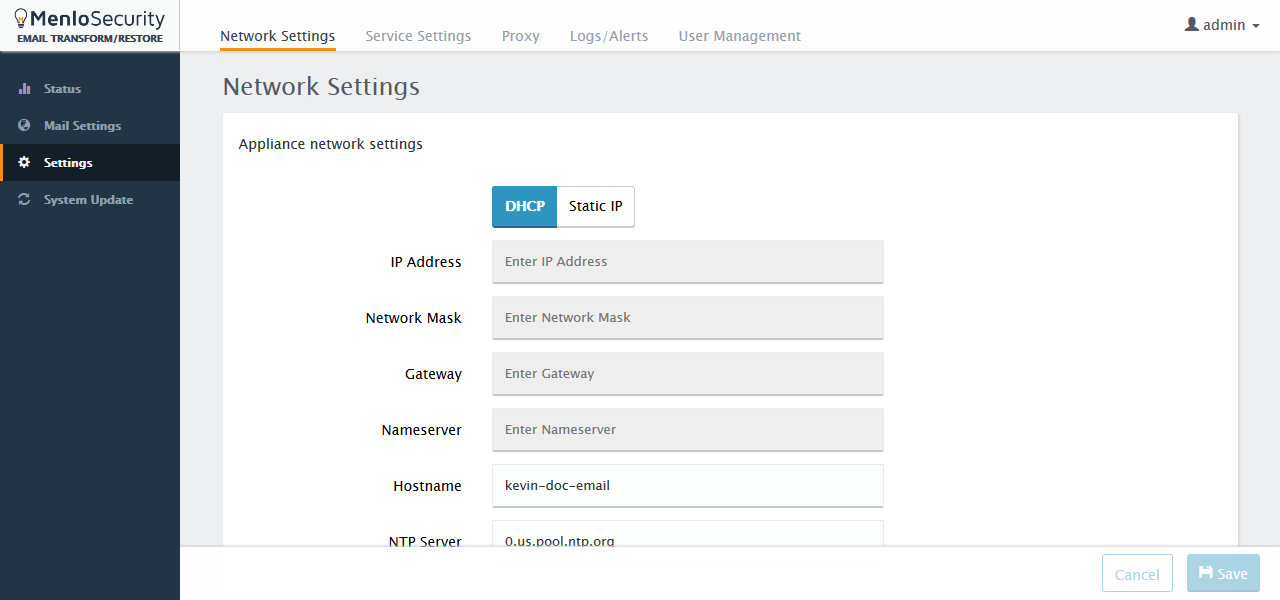 MenloSecurity
EMAIL TRANSFORM/RESTORE
Network Settings Service Settings Proxy Logs/Alerts User Management
admin
Status
Mail Settings
Settings
System Update
Network Settings
Appliance network settings
DHCP Static IP
IP Address Enter IP Address
Network Mask Enter Network Mask
Gateway Enter Gateway
Nameserver Enter Nameserver
Hostname kevin-doc-email
NTP Server 0.us.pool.ntp.org
Cancel Save